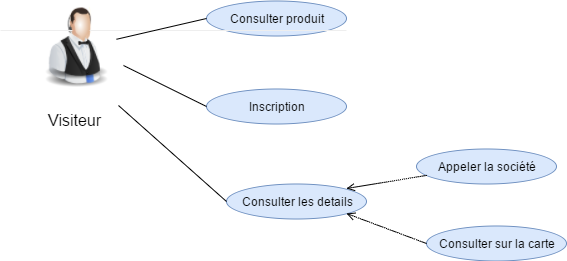 Consulter produit
Visiteur
Inscription
Appeler la société
Consulter les details
Consulter sur la carte